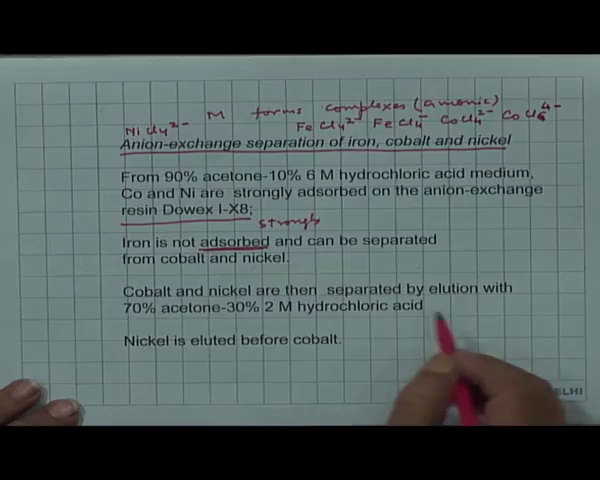 M forms complexes (anionic)
NiCl4^2- FeCl4^2- FeCl4^- CoCl4^2- CoCl6^4-
Anion-exchange separation of iron, cobalt and nickel
From 90% acetone-10% 6 M hydrochloric acid medium,
Co and Ni are strongly adsorbed on the anion-exchange
resin Dowex I-X8;
strongly
Iron is not adsorbed and can be separated
from cobalt and nickel.
Cobalt and nickel are then separated by elution with
70% acetone-30% 2 M hydrochloric acid
Nickel is eluted before cobalt.
ELHI